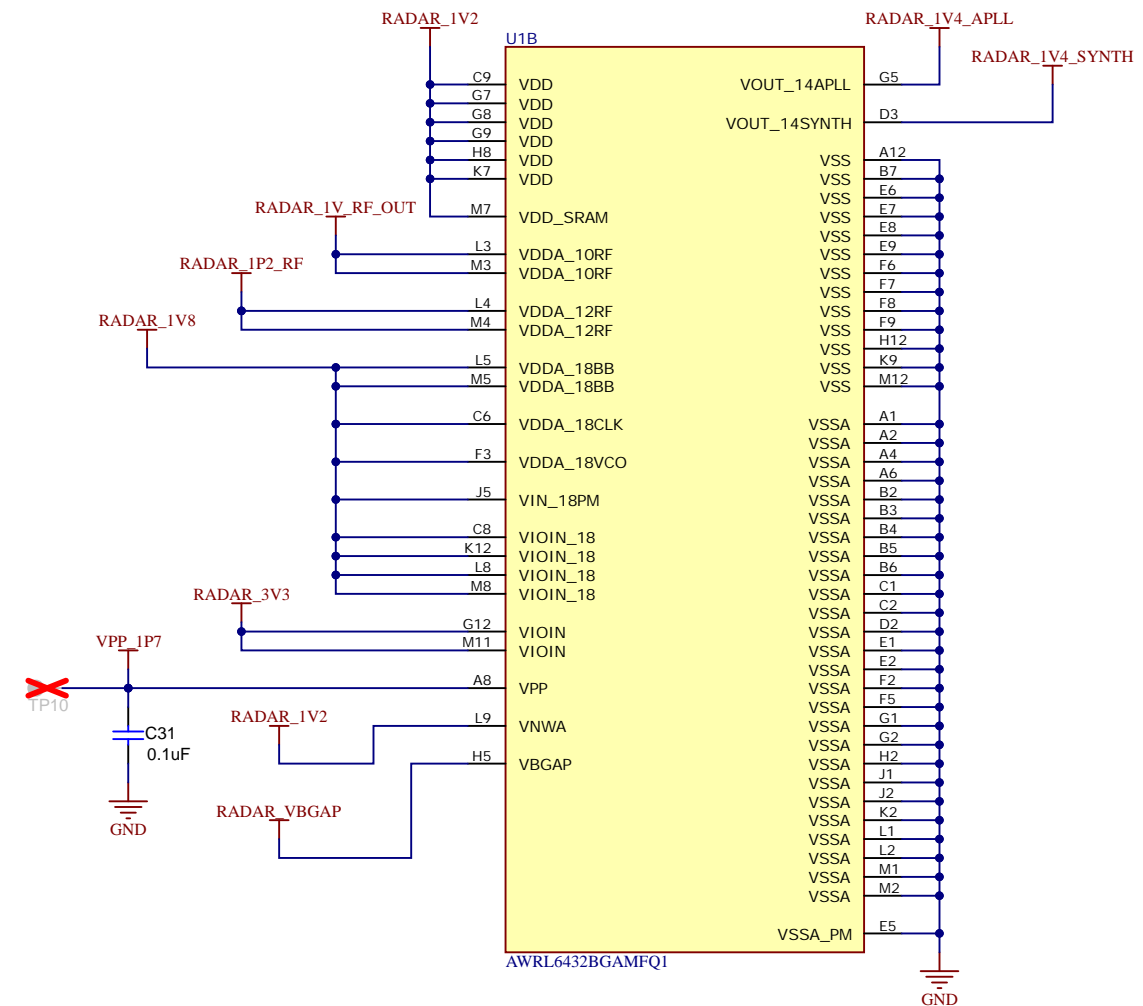 RADAR_1V2
RADAR_1V4_APLL
RADAR_1V4_SYNTH
U1B
C9 VDD
G7 VDD
G8 VDD
G9 VDD
H8 VDD
K7 VDD
M7 VDD_SRAM
RADAR_1V_RF_OUT
L3 VDDA_10RF
M3 VDDA_10RF
RADAR_1P2_RF
L4 VDDA_12RF
M4 VDDA_12RF
RADAR_1V8
L5 VDDA_18BB
M5 VDDA_18BB
C6 VDDA_18CLK
F3 VDDA_18VCO
J5 VIN_18PM
C8 VIOIN_18
K12 VIOIN_18
L8 VIOIN_18
M8 VIOIN_18
RADAR_3V3
G12 VIOIN
M11 VIOIN
VPP_1P7
TP10
A8 VPP
C31
0.1uF
GND
RADAR_1V2
L9 VNWA
H5 VBGAP
RADAR_VBGAP
VOUT_14APLL G5
VOUT_14SYNTH D3
VSS A12
VSS B7
VSS E6
VSS E7
VSS E8
VSS E9
VSS F6
VSS F7
VSS F8
VSS F9
VSS H12
VSS K9
VSS M12
VSSA A1
VSSA A2
VSSA A4
VSSA A6
VSSA B2
VSSA B3
VSSA B4
VSSA B5
VSSA B6
VSSA C1
VSSA C2
VSSA D2
VSSA E1
VSSA E2
VSSA F2
VSSA F5
VSSA G1
VSSA G2
VSSA H2
VSSA J1
VSSA J2
VSSA K2
VSSA L1
VSSA L2
VSSA M1
VSSA M2
VSSA_PM E5
AWRL6432BGAMFQ1
GND